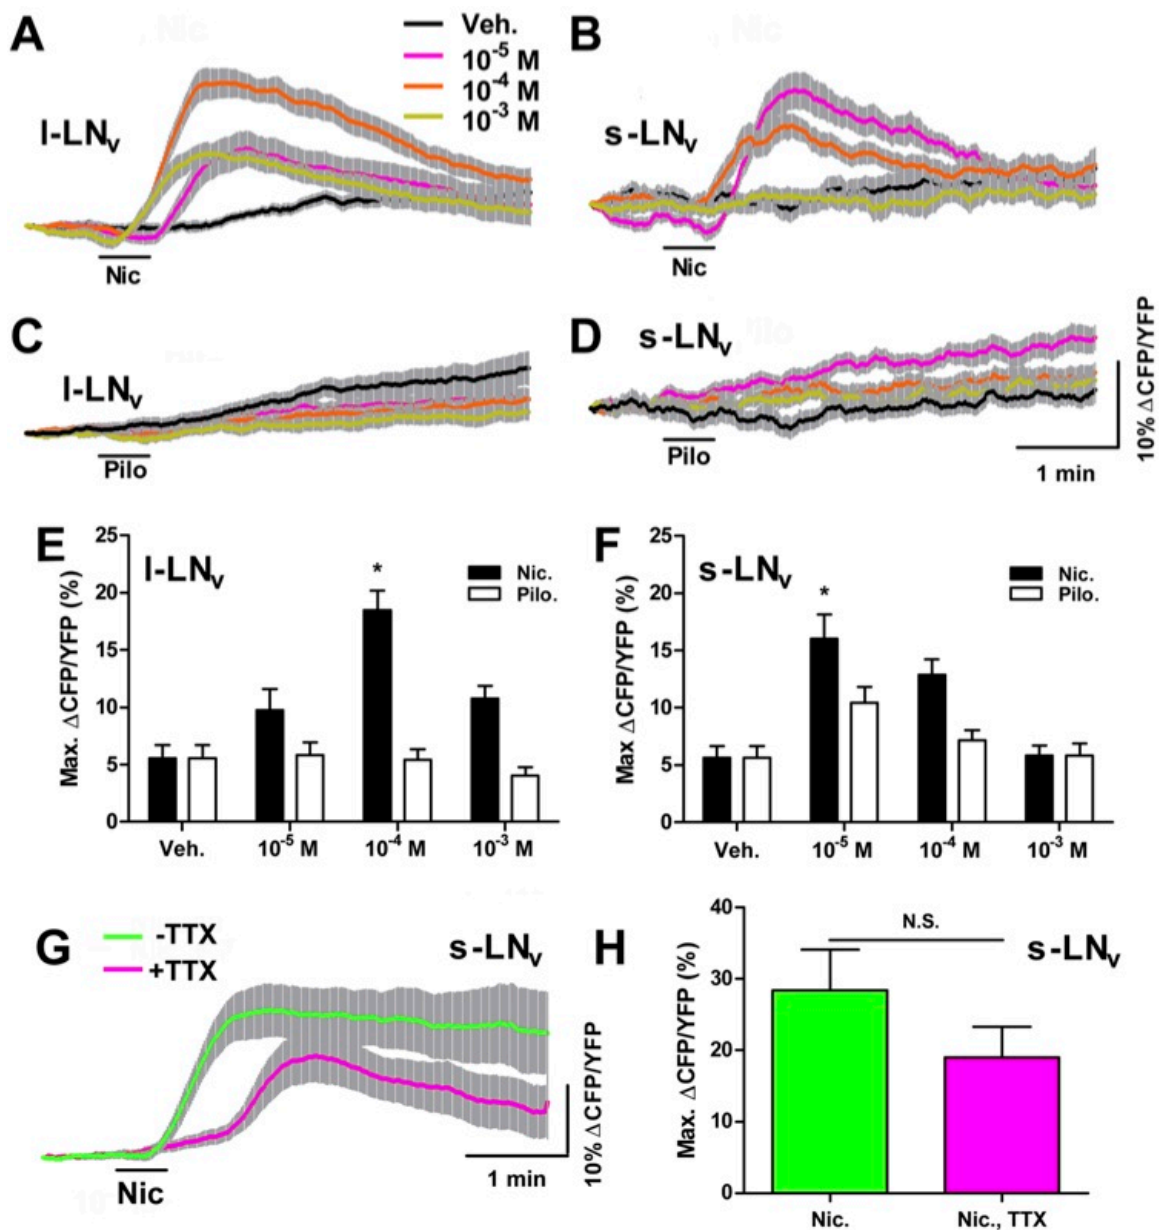 A
l-LNv
Veh.
10-5 M
10-4 M
10-3 M
Nic
B
s-LNv
Nic
C
l-LNv
Pilo
D
s-LNv
Pilo
10% ΔCFP/YFP
1 min
E
l-LNv
Max. ΔCFP/YFP (%)
25
20
15
10
5
0
*
Nic.
Pilo.
Veh.
10-5 M
10-4 M
10-3 M
F
s-LNv
Max ΔCFP/YFP (%)
25
20
15
10
5
0
*
Nic.
Pilo.
Veh.
10-5 M
10-4 M
10-3 M
G
-TTX
+TTX
s-LNv
Nic
10% ΔCFP/YFP
1 min
H
s-LNv
Max. ΔCFP/YFP (%)
40
30
20
10
0
N.S.
Nic.
Nic., TTX